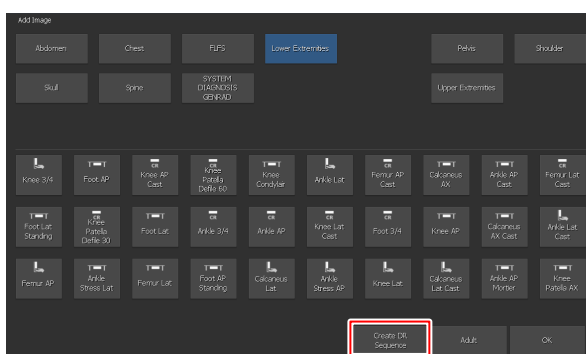 Add Image
Abdomen
Chest
FLFS
Lower Extremities
Pelvis
Shoulder
Skull
Spine
SYSTEM
DIAGNOSIS
GENRAD
Upper Extremities
Knee 3/4
Foot AP
CR
Knee AP
Cast
CR
Knee
Patella
Defile 60
Knee
Condylair
Ankle Lat
CR
Femur AP
Cast
Calcaneus
AX
Ankle AP
Cast
CR
Femur Lat
Cast
Foot Lat
Standing
CR
Knee
Patella
Defile 30
Foot Lat
CR
Ankle 3/4
CR
Ankle AP
CR
Knee Lat
Cast
CR
Foot 3/4
Knee AP
Calcaneus
AX Cast
Ankle Lat
Cast
Femur AP
Ankle
Stress Lat
Femur Lat
Foot AP
Standing
Calcaneus
Lat
Ankle
Stress AP
Knee Lat
Calcaneus
Lat Cast
Ankle AP
Mortier
Knee
Patella AX
Create DR
Sequence
Adult
OK